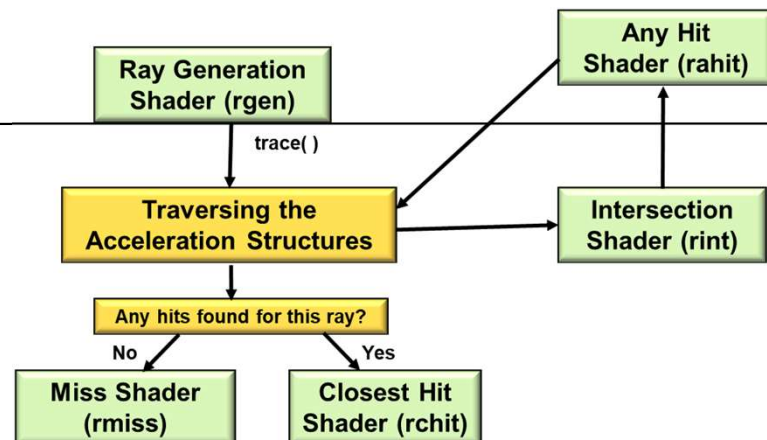 Ray Generation
Shader (rgen)
Any Hit
Shader (rahit)
trace( )
Traversing the
Acceleration Structures
Intersection
Shader (rint)
Any hits found for this ray?
No
Yes
Miss Shader
(rmiss)
Closest Hit
Shader (rchit)